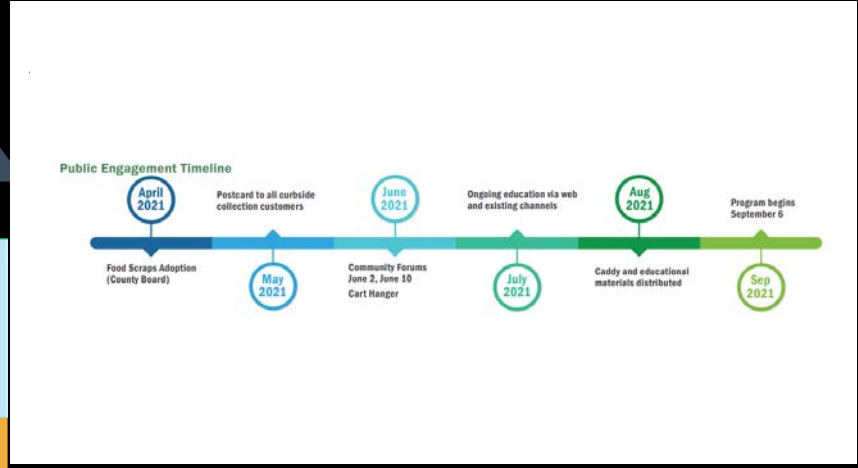 Public Engagement Timeline
April
2021
Food Scraps Adoption
(County Board)
Postcard to all curbside
collection customers
May
2021
June
2021
Community Forums
June 2, June 10
Cart Hanger
Ongoing education via web
and existing channels
July
2021
Aug
2021
Caddy and educational
materials distributed
Program begins
September 6
Sep
2021